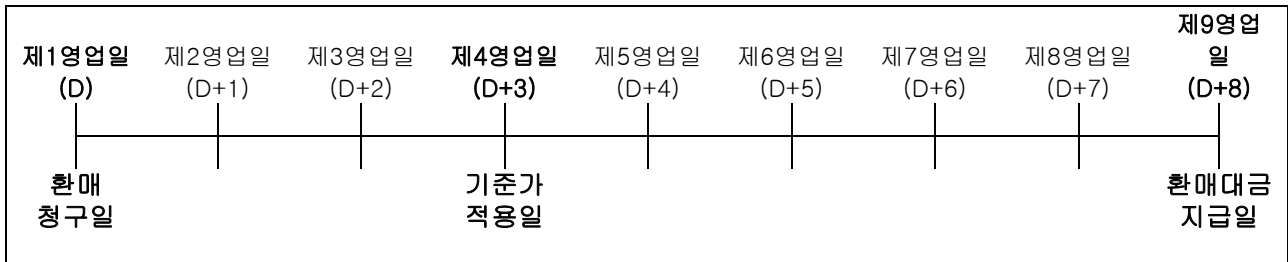 제1영업일
(D)
제2영업일
(D+1)
제3영업일
(D+2)
제4영업일
(D+3)
제5영업일
(D+4)
제6영업일
(D+5)
제7영업일
(D+6)
제8영업일
(D+7)
제9영업
일
(D+8)
환매
청구일
기준가
적용일
환매대금
지급일